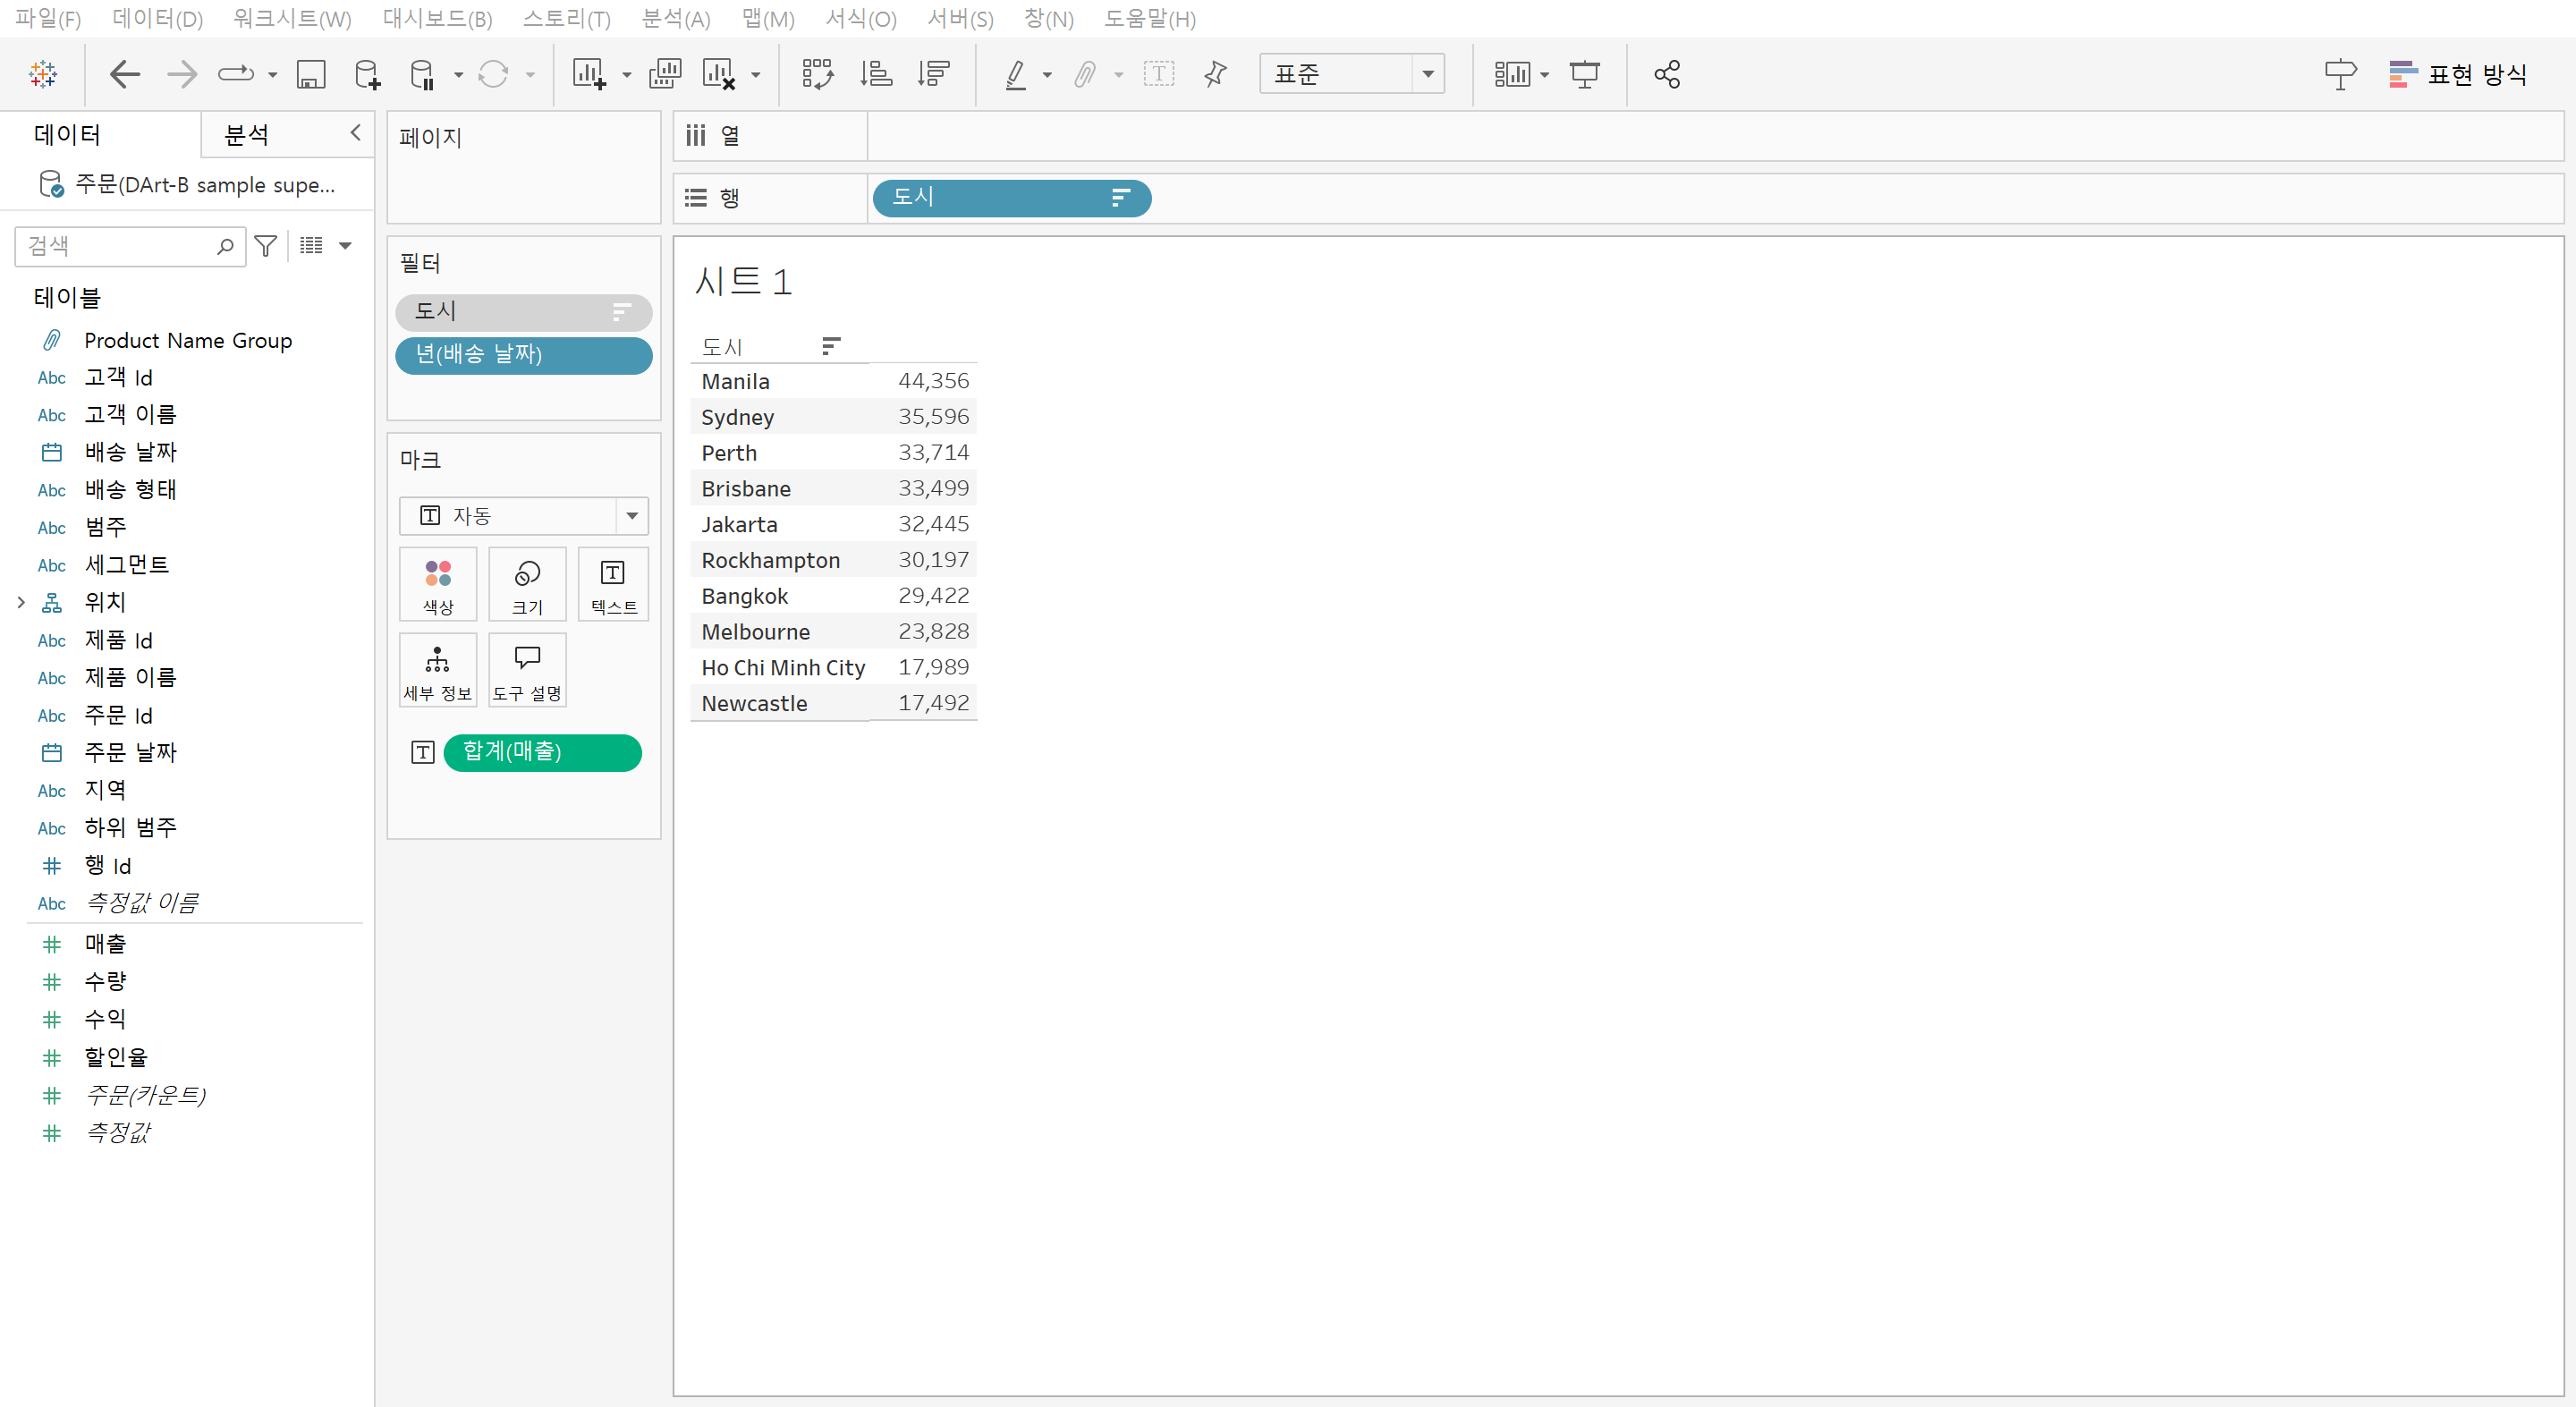 파일(F) 데이터(D) 워크시트(W) 대시보드(B) 스토리(T) 분석(A) 맵(M) 서식(O) 서버(S) 창(N) 도움말(H)
표준
표현 방식
데이터 분석
주문(DArt-B sample supe...
검색
테이블
Product Name Group
Abc 고객 Id
Abc 고객 이름
배송 날짜
Abc 배송 형태
Abc 범주
Abc 세그먼트
위치
Abc 제품 Id
Abc 제품 이름
Abc 주문 Id
주문 날짜
Abc 지역
Abc 하위 범주
행 Id
Abc 측정값 이름
매출
수량
수익
할인율
주문(카운트)
측정값
페이지
필터
도시
년(배송 날짜)
마크
자동
색상 크기 텍스트
세부 정보 도구 설명
합계(매출)
열
행 도시
시트 1
도시
Manila 44,356
Sydney 35,596
Perth 33,714
Brisbane 33,499
Jakarta 32,445
Rockhampton 30,197
Bangkok 29,422
Melbourne 23,828
Ho Chi Minh City 17,989
Newcastle 17,492